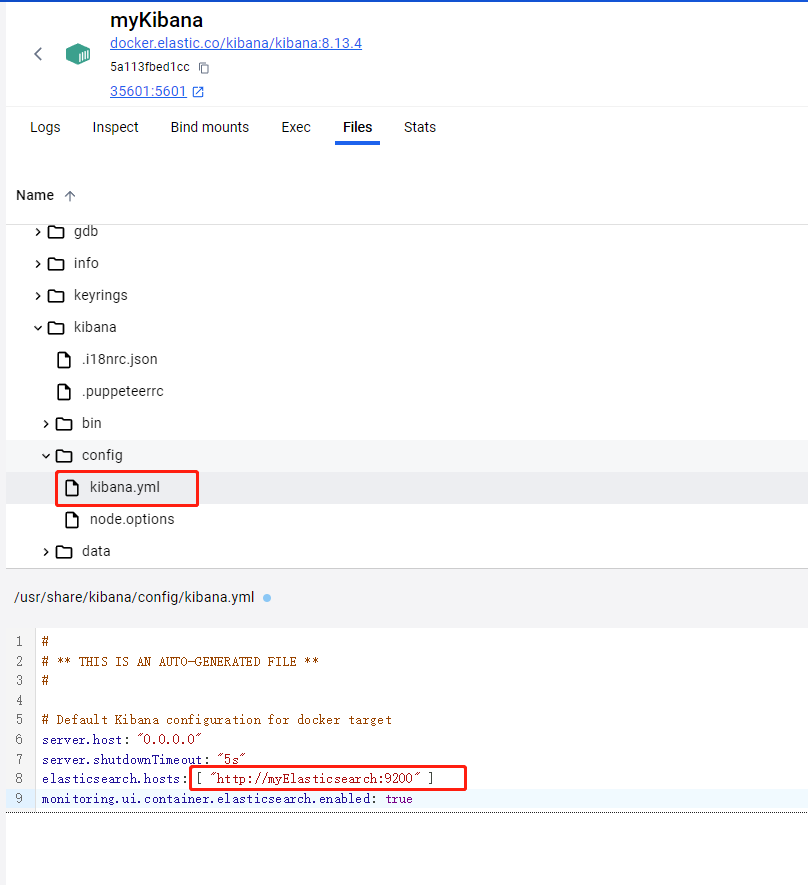 myKibana
docker.elastic.co/kibana/kibana:8.13.4
5a113fbed1cc
35601:5601
Logs Inspect Bind mounts Exec Files Stats
Name
gdb
info
keyrings
kibana
.i18nrc.json
.puppeteerrc
bin
config
kibana.yml
node.options
data
/usr/share/kibana/config/kibana.yml
1 #
2 # ** THIS IS AN AUTO-GENERATED FILE **
3 #
4
5 # Default Kibana configuration for docker target
6 server.host: "0.0.0.0"
7 server.shutdownTimeout: "5s"
8 elasticsearch.hosts: [ "http://myElasticsearch:9200" ]
9 monitoring.ui.container.elasticsearch.enabled: true